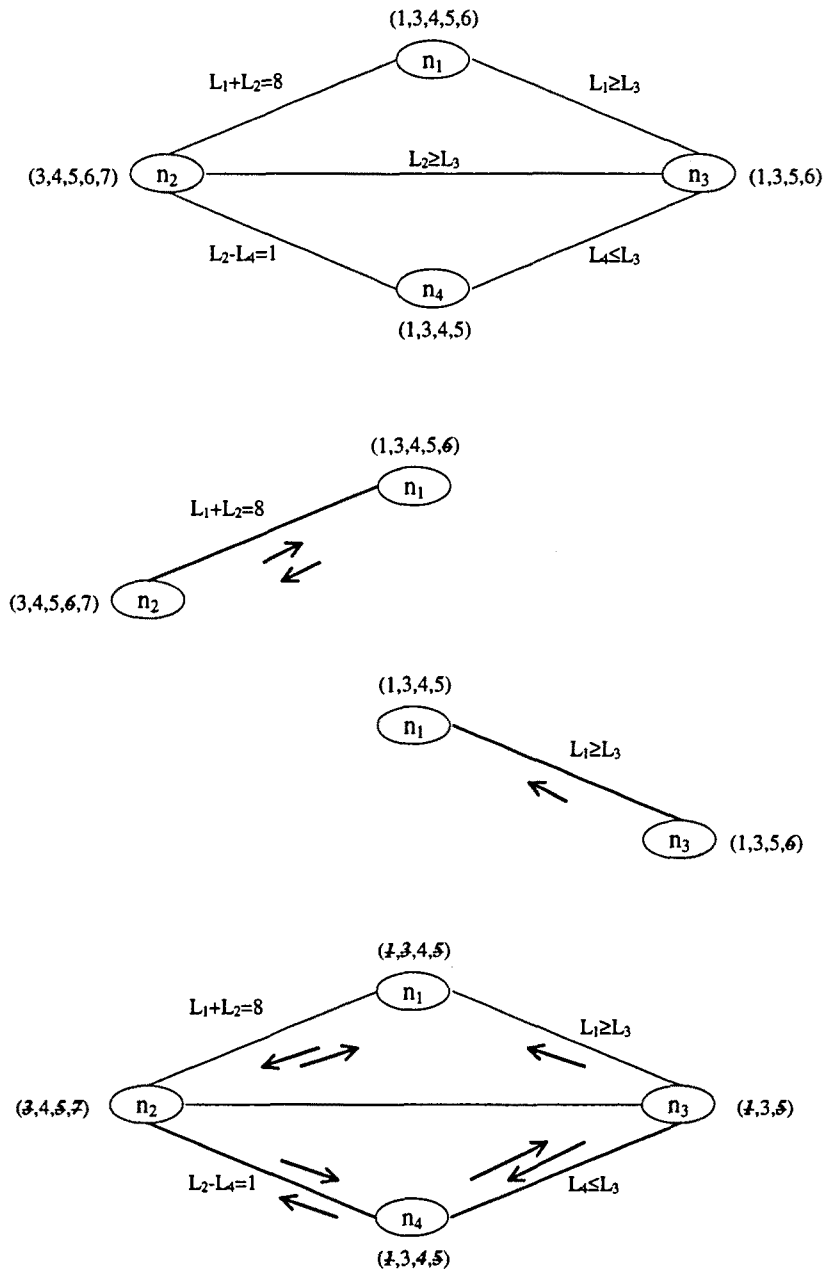 (1,3,4,5,6)
n₁
L₁+L₂=8
L₁≥L₃
(3,4,5,6,7)
n₂
L₂≥L₃
n₃
(1,3,5,6)
L₂-L₄=1
L₄≤L₃
n₄
(1,3,4,5)
(1,3,4,5,6)
n₁
L₁+L₂=8
(3,4,5,6,7)
n₂
(1,3,4,5)
n₁
L₁≥L₃
n₃
(1,3,5,6)
(1,3,4,5)
n₁
L₁+L₂=8
L₁≥L₃
(3,4,5,7)
n₂
n₃
(1,3,5)
L₂-L₄=1
L₄≤L₃
n₄
(1,3,4,5)